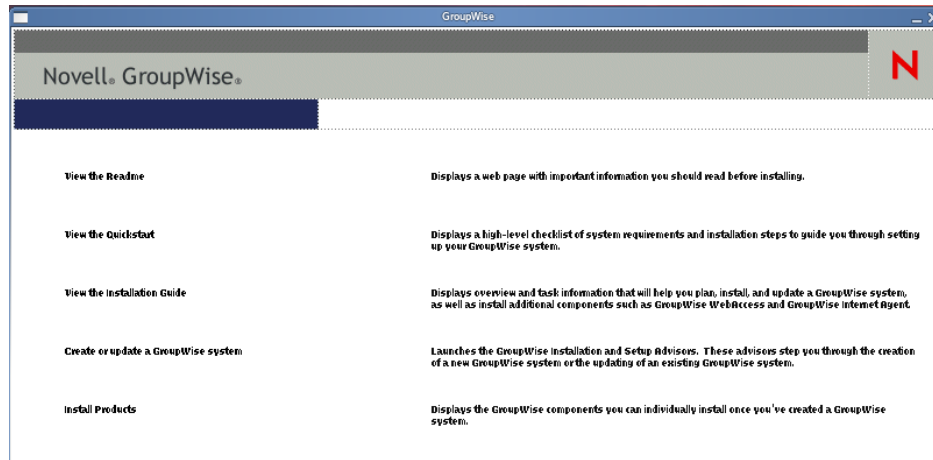 GroupWise
Novell® GroupWise®
N
View the Readme
Displays a web page with important information you should read before installing.
View the Quickstart
Displays a high-level checklist of system requirements and installation steps to guide you through setting
up your GroupWise system.
View the Installation Guide
Displays overview and task information that will help you plan, install, and update a GroupWise system,
as well as install additional components such as GroupWise WebAccess and GroupWise Internet Agent.
Create or update a GroupWise system
Launches the GroupWise Installation and Setup Advisors. These advisors step you through the creation
of a new GroupWise system or the updating of an existing GroupWise system.
Install Products
Displays the GroupWise components you can individually install once you've created a GroupWise
system.